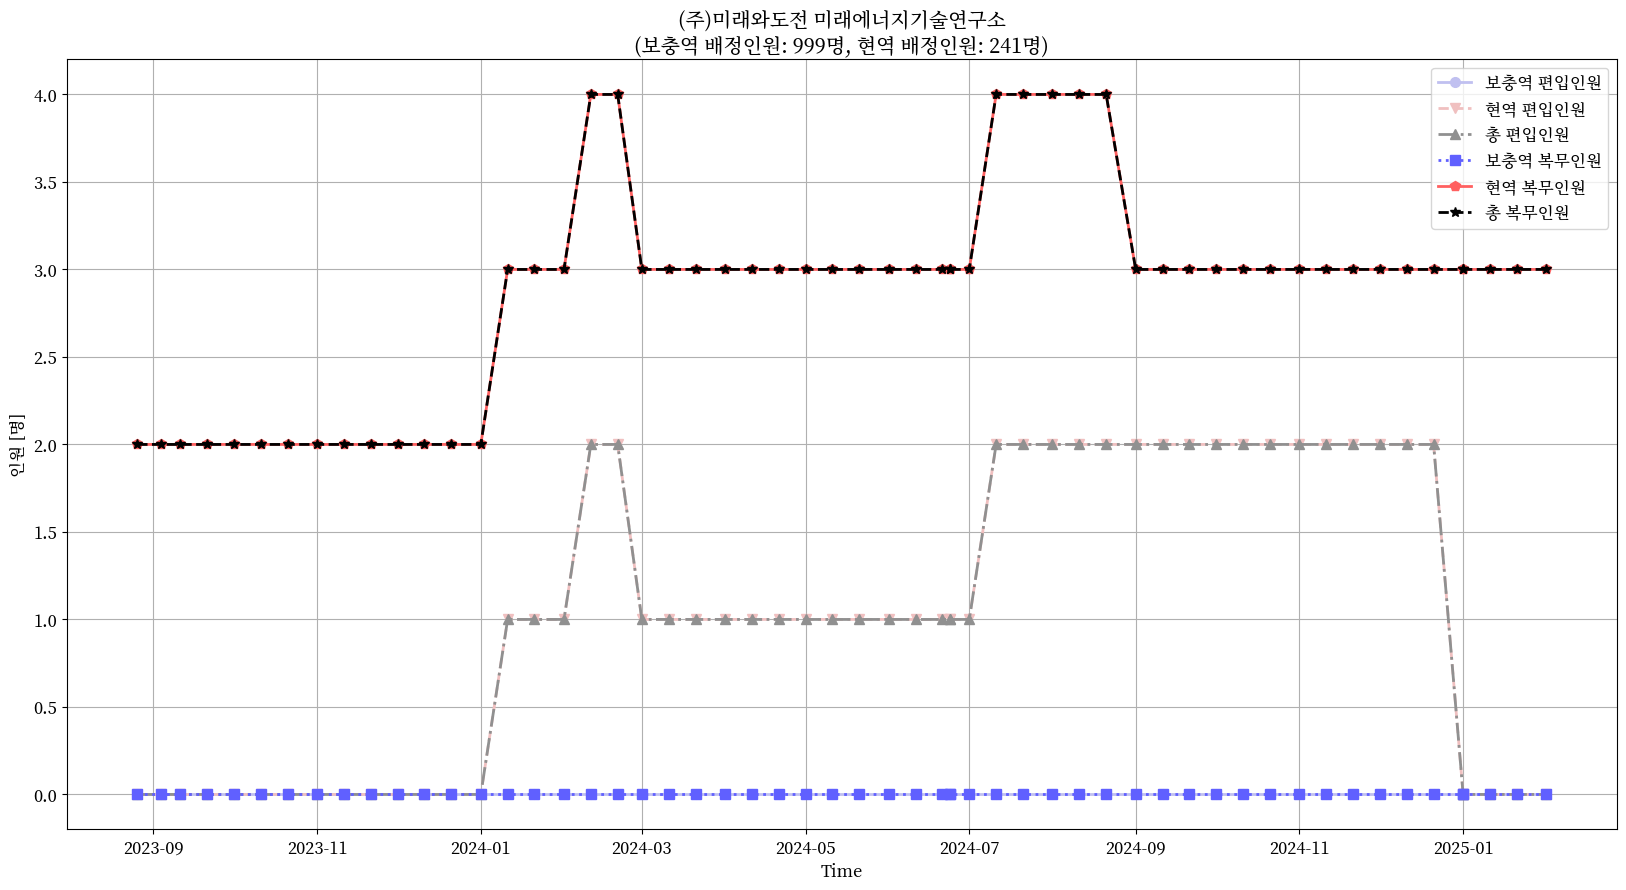 (주)미래와도전 미래에너지기술연구소
(보충역 배정인원: 999명, 현역 배정인원: 241명)
보충역 편입인원
현역 편입인원
총 편입인원
보충역 복무인원
현역 복무인원
총 복무인원
인원 [명]
4.0
3.5
3.0
2.5
2.0
1.5
1.0
0.5
0.0
2023-09 2023-11 2024-01 2024-03 2024-05 2024-07 2024-09 2024-11 2025-01
Time